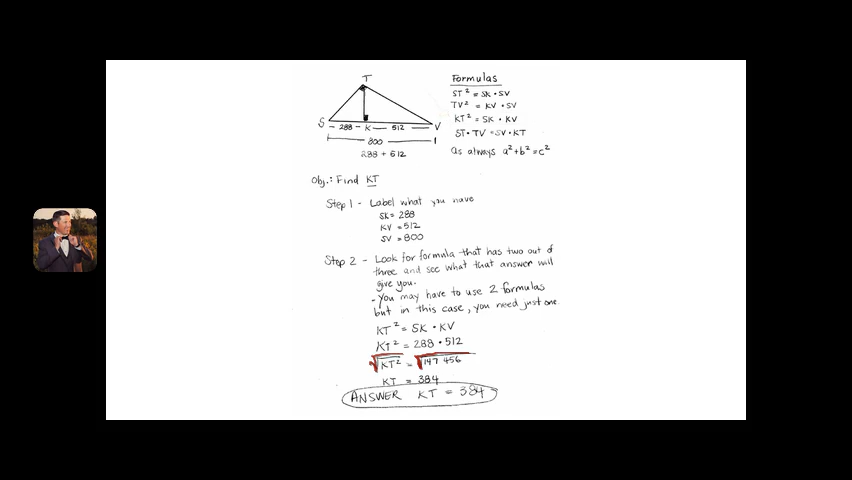 T
Formulas
ST² = SK • SV
TV² = KV • SV
KT² = SK • KV
ST • TV = SV • KT
As always a² + b² = c²
S – 288 – K — 512 — V
800
288 + 512
Obj.: Find KT
Step 1 - Label what you have
SK = 288
KV = 512
SV = 800
Step 2 - Look for formula that has two out of
three and see what that answer will
give you.
- You may have to use 2 formulas
but in this case, you need just one.
KT² = SK • KV
KT² = 288 • 512
√KT² = √147 456
KT = 384
ANSWER KT = 384